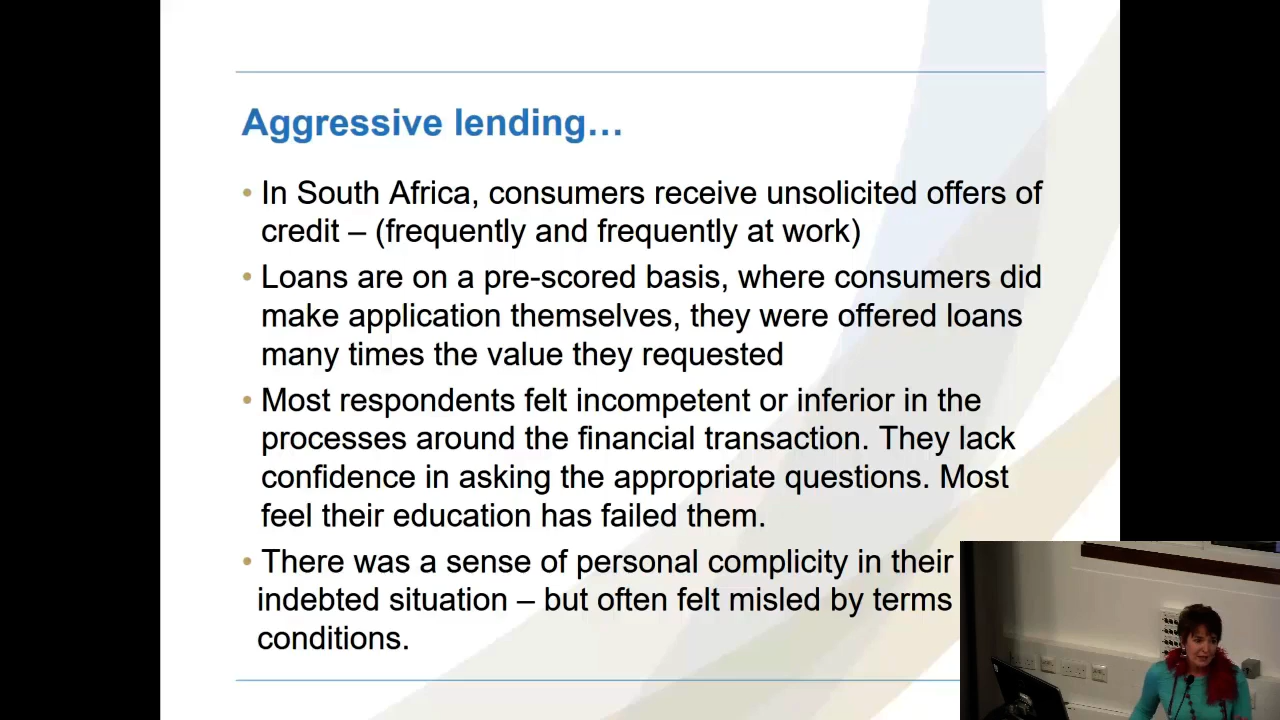 Aggressive lending…
• In South Africa, consumers receive unsolicited offers of
credit – (frequently and frequently at work)
• Loans are on a pre-scored basis, where consumers did
make application themselves, they were offered loans
many times the value they requested
• Most respondents felt incompetent or inferior in the
processes around the financial transaction. They lack
confidence in asking the appropriate questions. Most
feel their education has failed them.
• There was a sense of personal complicity in their
indebted situation – but often felt misled by terms
conditions.